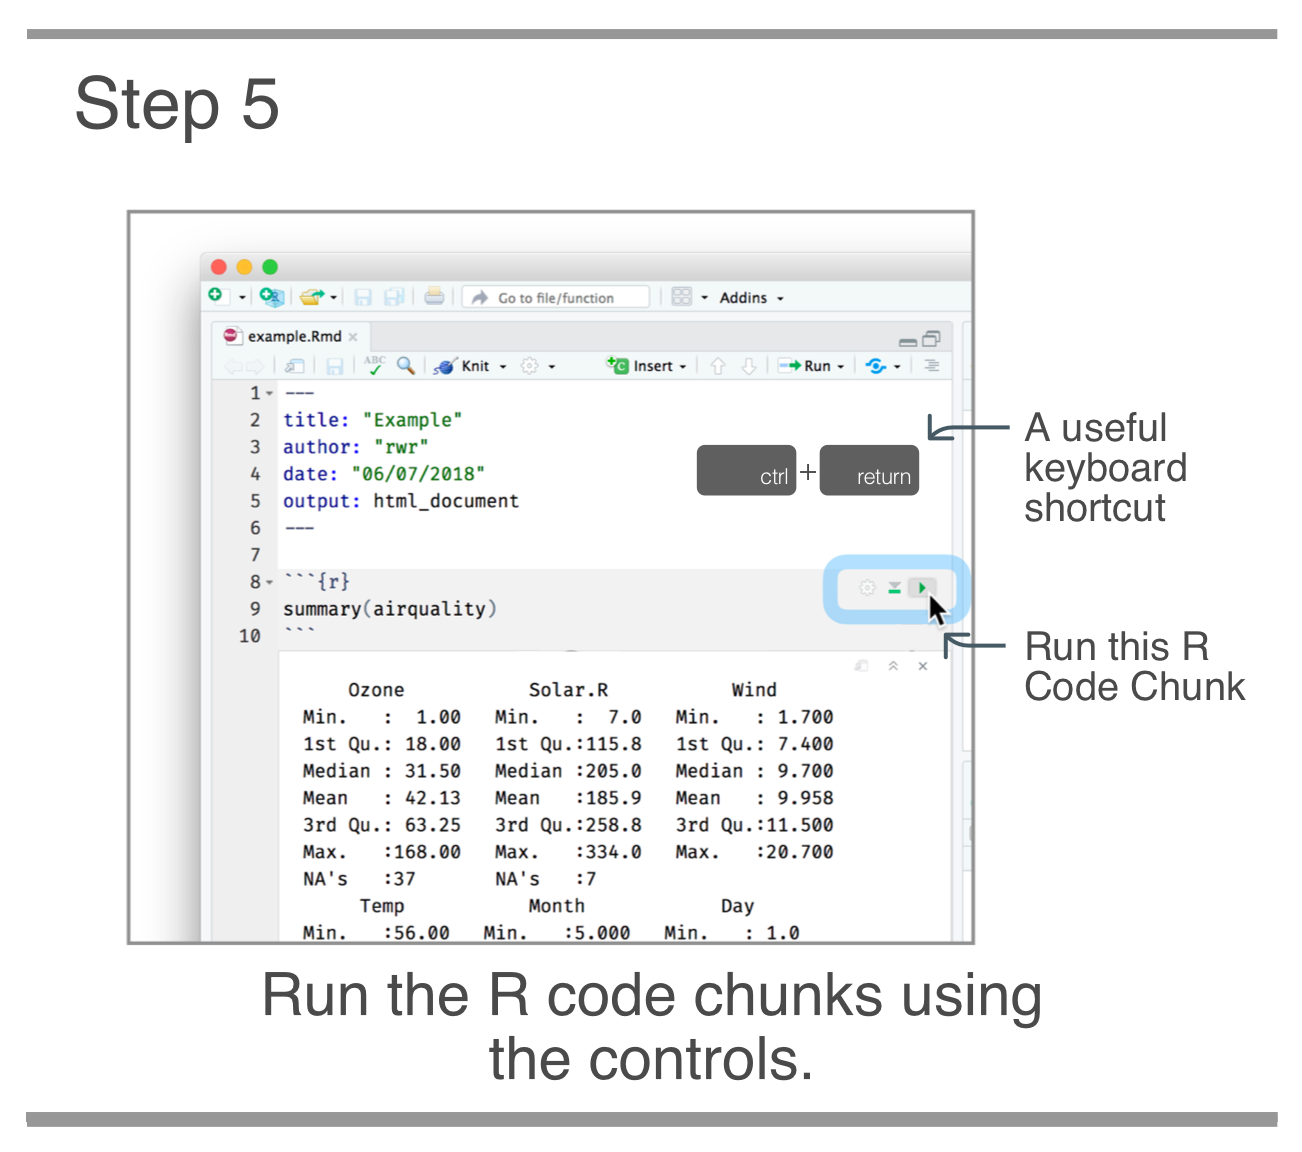 Step 5
Go to file/function
Addins
example.Rmd
ABC
Knit
Insert
Run
1 ---
2 title: "Example"
3 author: "rwr"
4 date: "06/07/2018"
5 output: html_document
6 ---
7
8 ```{r}
9 summary(airquality)
10 ```
ctrl + return
A useful
keyboard
shortcut
Run this R
Code Chunk
Ozone Solar.R Wind
Min. : 1.00 Min. : 7.0 Min. : 1.700
1st Qu.: 18.00 1st Qu.:115.8 1st Qu.: 7.400
Median : 31.50 Median :205.0 Median : 9.700
Mean : 42.13 Mean :185.9 Mean : 9.958
3rd Qu.: 63.25 3rd Qu.:258.8 3rd Qu.:11.500
Max. :168.00 Max. :334.0 Max. :20.700
NA's :37 NA's :7
Temp Month Day
Min. :56.00 Min. :5.000 Min. : 1.0
Run the R code chunks using
the controls.